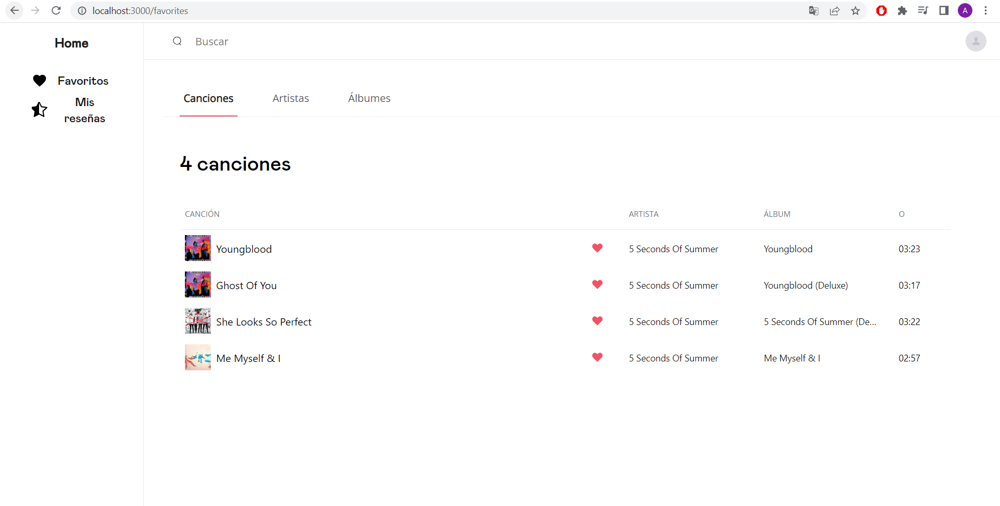 localhost:3000/favorites
A
Home
Buscar
Favoritos
Mis
reseñas
Canciones Artistas Álbumes
4 canciones
CANCIÓN ARTISTA ÁLBUM O
Youngblood 5 Seconds Of Summer Youngblood 03:23
Ghost Of You 5 Seconds Of Summer Youngblood (Deluxe) 03:17
She Looks So Perfect 5 Seconds Of Summer 5 Seconds Of Summer (De... 03:22
Me Myself & I 5 Seconds Of Summer Me Myself & I 02:57